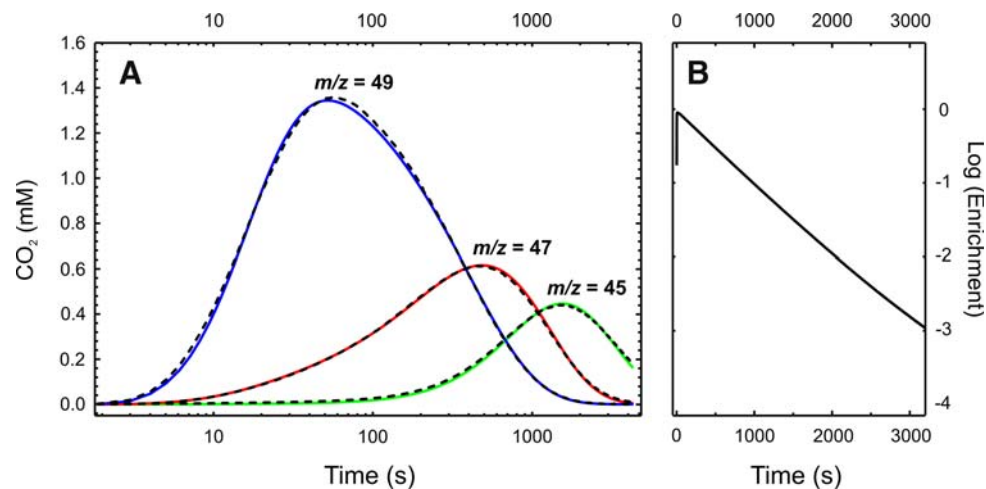 10 100 1000
0 1000 2000 3000
1.6
1.4
1.2
1.0
0.8
0.6
0.4
0.2
0.0
CO₂ (mM)
A
m/z = 49
m/z = 47
m/z = 45
10 100 1000
Time (s)
B
0
-1
-2
-3
-4
Log (Enrichment)
0 1000 2000 3000
Time (s)